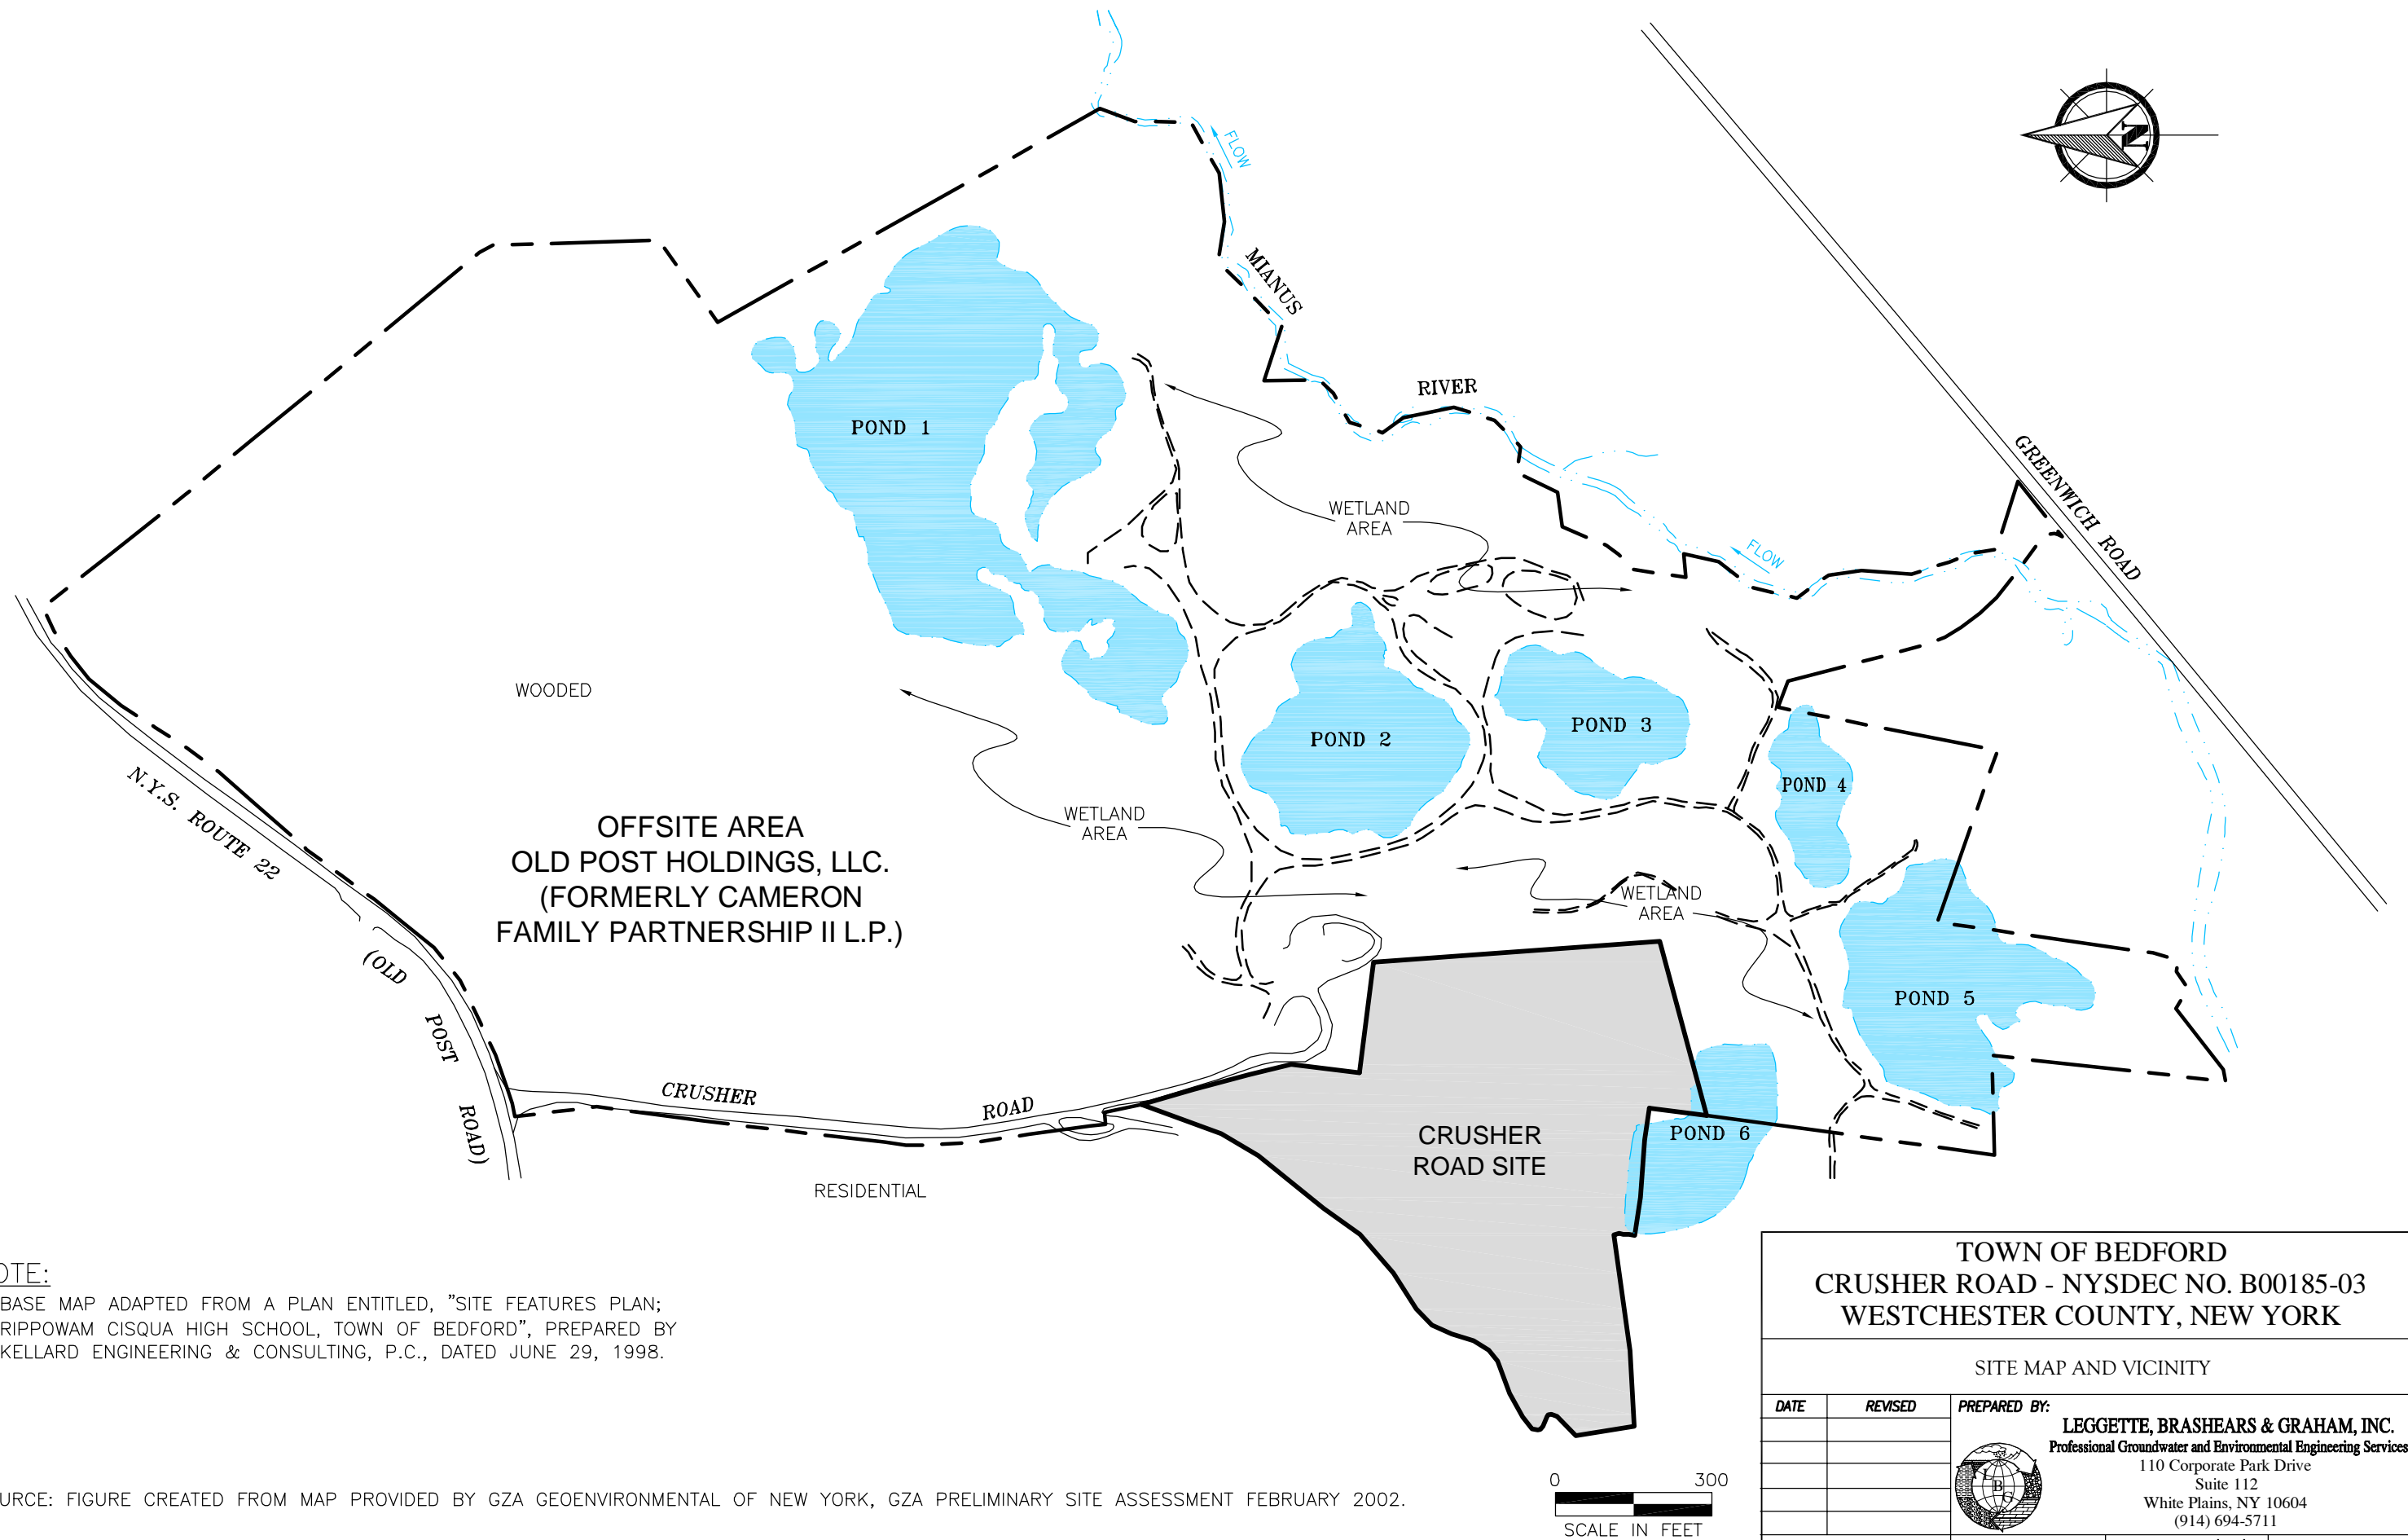 FLOW
N
MIANUS
RIVER
POND 1
WETLAND
AREA
GREENWICH ROAD
FLOW
WOODED
POND 2
POND 3
POND 4
N.Y.S. ROUTE 22
(OLD
POST
ROAD)
OFFSITE AREA
OLD POST HOLDINGS, LLC.
(FORMERLY CAMERON
FAMILY PARTNERSHIP II L.P.)
WETLAND
AREA
WETLAND
AREA
POND 5
CRUSHER
ROAD
CRUSHER
ROAD SITE
POND 6
RESIDENTIAL
OTE:
BASE MAP ADAPTED FROM A PLAN ENTITLED, "SITE FEATURES PLAN;
RIPPOWAM CISQUA HIGH SCHOOL, TOWN OF BEDFORD", PREPARED BY
KELLARD ENGINEERING & CONSULTING, P.C., DATED JUNE 29, 1998.
URCE: FIGURE CREATED FROM MAP PROVIDED BY GZA GEOENVIRONMENTAL OF NEW YORK, GZA PRELIMINARY SITE ASSESSMENT FEBRUARY 2002.
0 300
SCALE IN FEET
TOWN OF BEDFORD
CRUSHER ROAD - NYSDEC NO. B00185-03
WESTCHESTER COUNTY, NEW YORK
SITE MAP AND VICINITY
DATE REVISED PREPARED BY:
LEGGETTE, BRASHEARS & GRAHAM, INC.
Professional Groundwater and Environmental Engineering Services
110 Corporate Park Drive
Suite 112
White Plains, NY 10604
(914) 694-5711
L B G